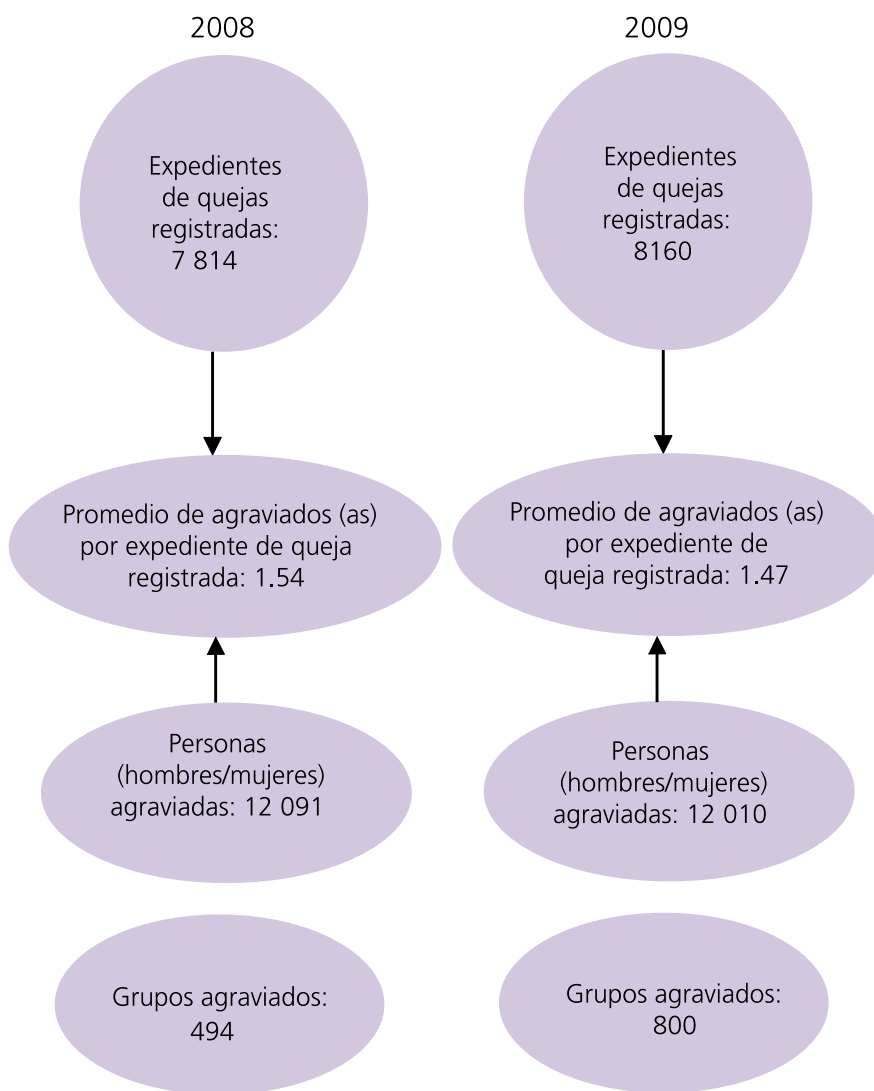 2008
Expedientes
de quejas
registradas:
7 814
Promedio de agraviados (as)
por expediente de queja
registrada: 1.54
Personas
(hombres/mujeres)
agraviadas: 12 091
Grupos agraviados:
494
2009
Expedientes
de quejas
registradas:
8160
Promedio de agraviados (as)
por expediente de
queja registrada: 1.47
Personas
(hombres/mujeres)
agraviadas: 12 010
Grupos agraviados:
800